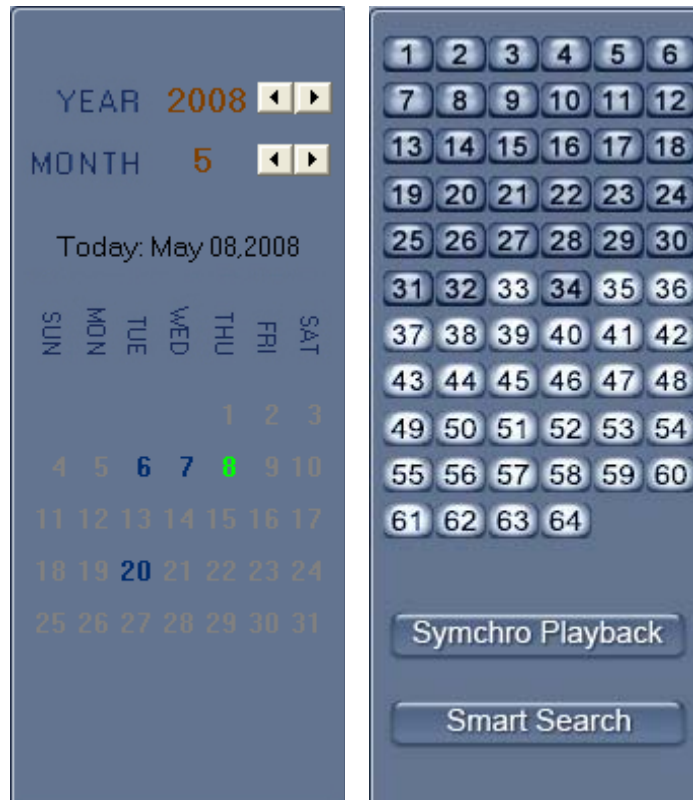 YEAR 2008
MONTH 5
Today: May 08,2008
SUN MON TUE WED THU FRI SAT
1 2 3
4 5 6 7 8 9 10
11 12 13 14 15 16 17
18 19 20 21 22 23 24
25 26 27 28 29 30 31
1 2 3 4 5 6
7 8 9 10 11 12
13 14 15 16 17 18
19 20 21 22 23 24
25 26 27 28 29 30
31 32 33 34 35 36
37 38 39 40 41 42
43 44 45 46 47 48
49 50 51 52 53 54
55 56 57 58 59 60
61 62 63 64
Symchro Playback
Smart Search